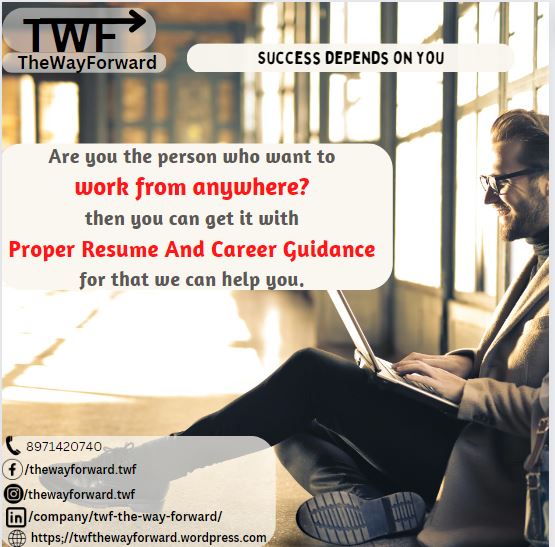 TWF
TheWayForward
SUCCESS DEPENDS ON YOU
Are you the person who want to
work from anywhere?
then you can get it with
Proper Resume And Career Guidance
for that we can help you.
8971420740
/thewayforward.twf
/thewayforward.twf
/company/twf-the-way-forward/
https;//twfthewayforward.wordpress.com